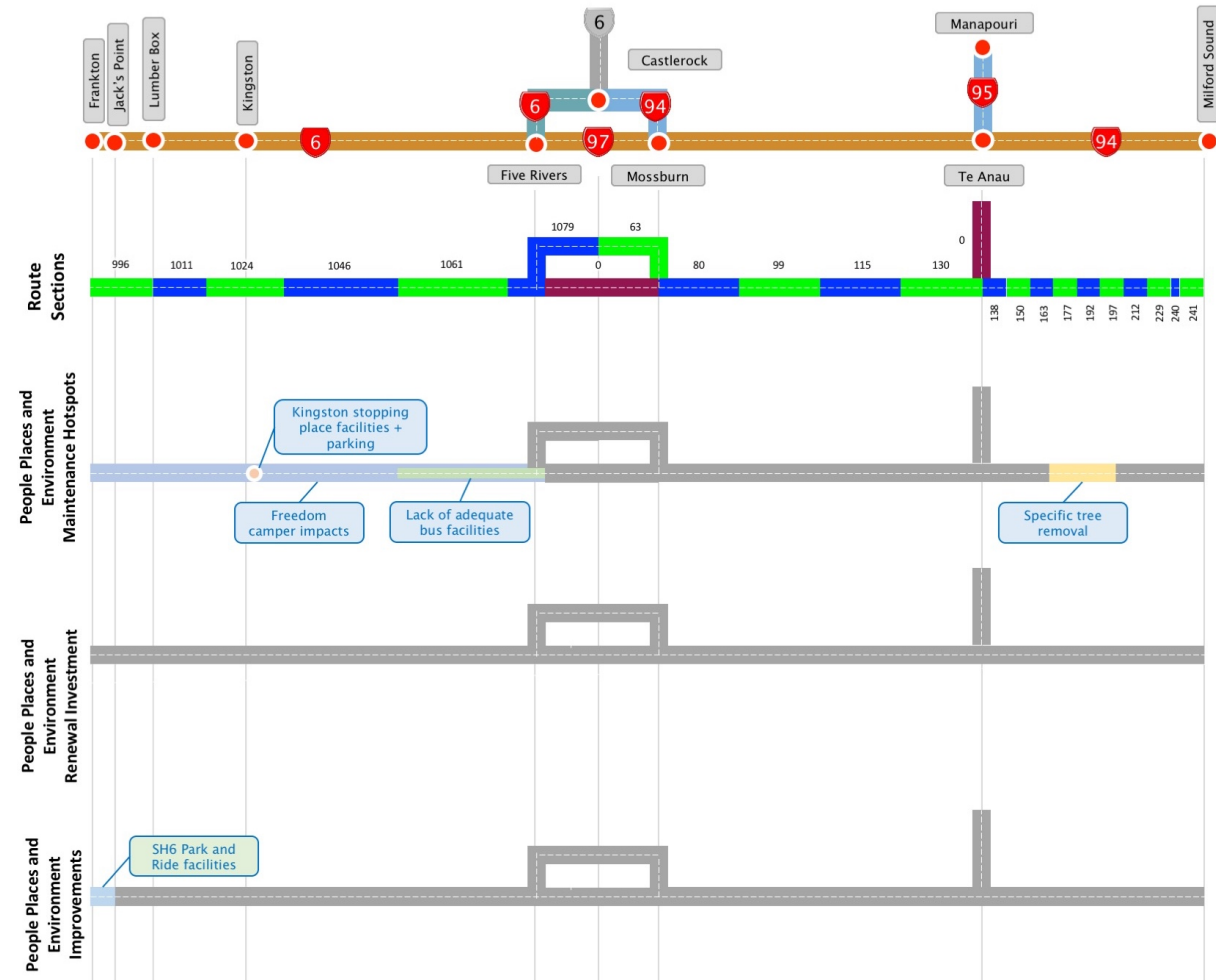 Frankton
Jack's Point
Lumber Box
Kingston
6
Castlerock
Manapouri
Milford Sound
6
94
95
6
97
94
Five Rivers
Mossburn
Te Anau
Route
Sections
996
1011
1024
1046
1061
1079
63
0
80
99
115
130
0
138
150
163
177
192
197
212
229
240
241
People Places and
Environment
Maintenance Hotspots
Kingston stopping
place facilities +
parking
Freedom
camper impacts
Lack of adequate
bus facilities
Specific tree
removal
People Places and
Environment
Renewal Investment
People Places and
Environment
Improvements
SH6 Park and
Ride facilities